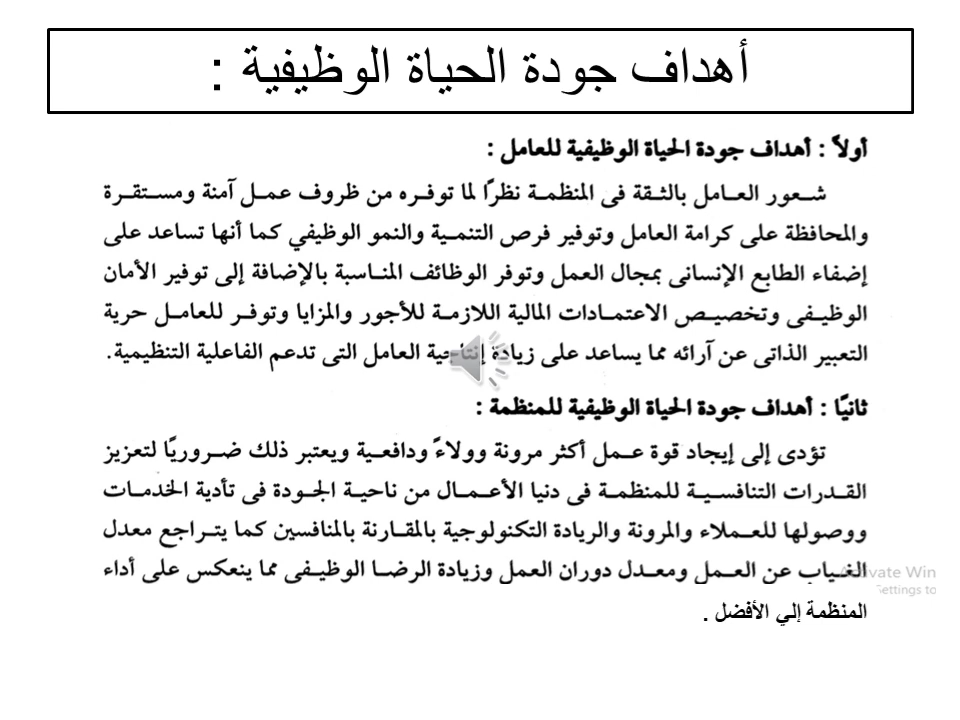 أهداف جودة الحياة الوظيفية :
أولاً : أهداف جودة الحياة الوظيفية للعامل :
شعور العامل بالثقة فى المنظمة نظرًا لما توفره من ظروف عمل آمنة ومستقرة
والمحافظة على كرامة العامل وتوفير فرص التنمية والنمو الوظيفي كما أنها تساعد على
إضفاء الطابع الإنسانى بمجال العمل وتوفر الوظائف المناسبة بالإضافة إلى توفير الأمان
الوظيفى وتخصيص الاعتمادات المالية اللازمة للأجور والمزايا وتوفر للعامل حرية
التعبير الذاتى عن آرائه مما يساعد على زيادة إنتاجية العامل التى تدعم الفاعلية التنظيمية.
ثانيًا : أهداف جودة الحياة الوظيفية للمنظمة :
تؤدى إلى إيجاد قوة عمل أكثر مرونة وولاءً ودافعية ويعتبر ذلك ضروريًا لتعزيز
القدرات التنافسية للمنظمة فى دنيا الأعمال من ناحية الجودة فى تأدية الخدمات
ووصولها للعملاء والمرونة والريادة التكنولوجية بالمقارنة بالمنافسين كما يتراجع معدل
الغياب عن العمل ومعدل دوران العمل وزيادة الرضا الوظيفى مما ينعكس على أداء
المنظمة إلي الأفضل .
Activate Win
Settings to